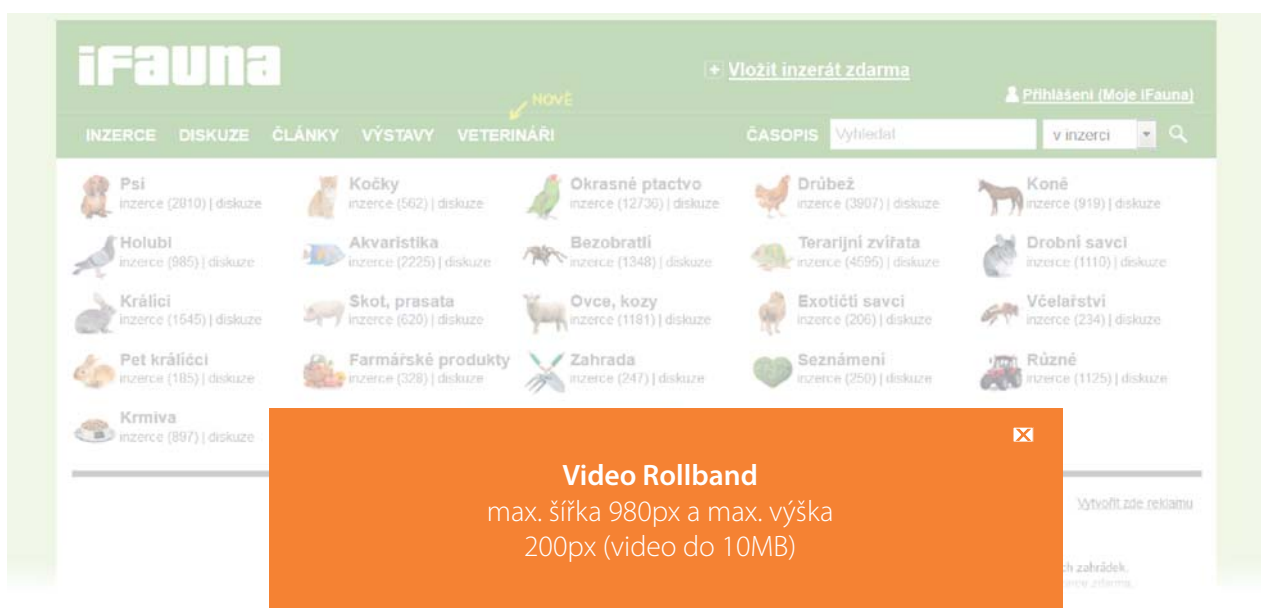 iFauna
+ Vložit inzerát zdarma
NOVĚ
Přihlášení (Moje iFauna)
INZERCE DISKUZE ČLÁNKY VÝSTAVY VETERINÁŘI ČASOPIS Vyhledat v inzerci
Psi Kočky Okrasné ptactvo Drůbež Koně
inzerce (2810) | diskuze inzerce (562) | diskuze inzerce (12736) | diskuze inzerce (3907) | diskuze inzerce (919) | diskuze
Holubi Akvaristika Bezobratlí Terarijní zvířata Drobní savci
inzerce (985) | diskuze inzerce (2225) | diskuze inzerce (1348) | diskuze inzerce (4595) | diskuze inzerce (1110) | diskuze
Králíci Skot, prasata Ovce, kozy Exotičtí savci Včelařství
inzerce (1545) | diskuze inzerce (620) | diskuze inzerce (1181) | diskuze inzerce (206) | diskuze inzerce (234) | diskuze
Pet králíčci Farmářské produkty Zahrada Seznámení Různé
inzerce (185) | diskuze inzerce (328) | diskuze inzerce (247) | diskuze inzerce (250) | diskuze inzerce (1125) | diskuze
Krmiva
inzerce (897) | diskuze
Video Rollband
max. šířka 980px a max. výška
200px (video do 10MB)
Vytvořit zde reklamu
zahrádek.
zdarma.